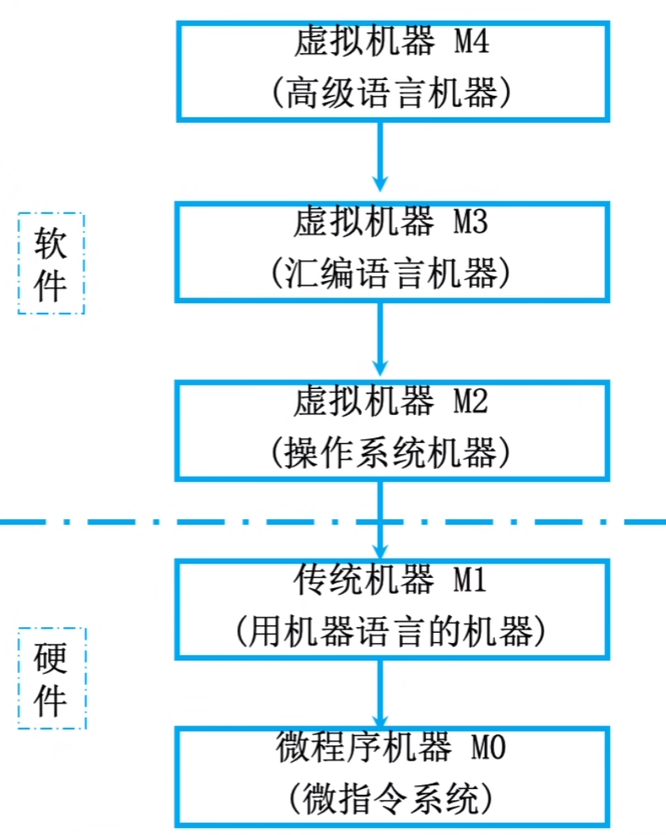 虚拟机器 M4
(高级语言机器)
软
件
虚拟机器 M3
(汇编语言机器)
虚拟机器 M2
(操作系统机器)
传统机器 M1
(用机器语言的机器)
硬
件
微程序机器 M0
(微指令系统)